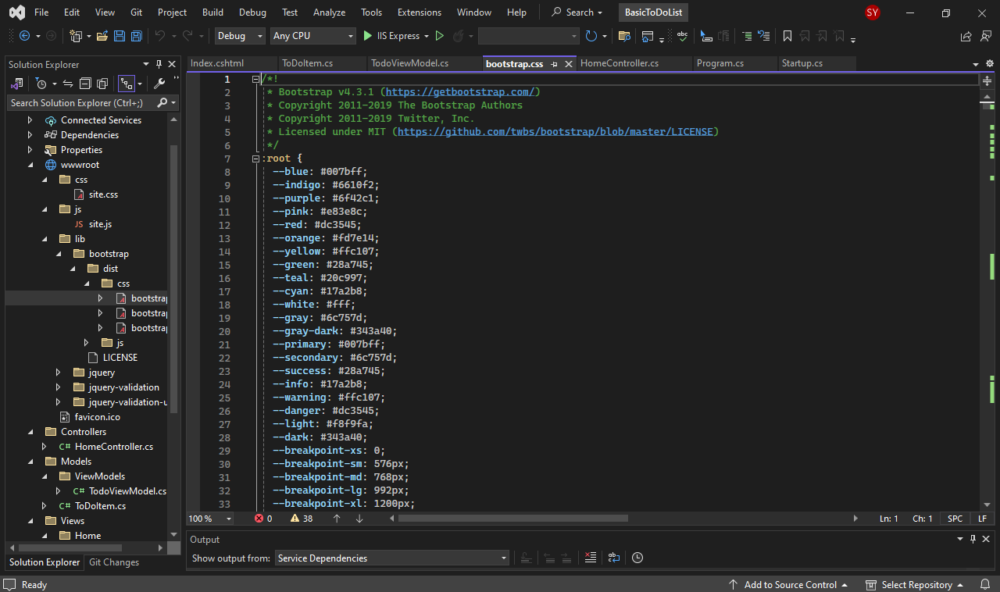 File Edit View Git Project Build Debug Test Analyze Tools Extensions Window Help Search BasicToDoList SY
Debug Any CPU IIS Express
Solution Explorer
Search Solution Explorer (Ctrl+;)
Connected Services
Dependencies
Properties
wwwroot
css
site.css
js
JS site.js
lib
bootstrap
dist
css
bootstrap
bootstrap
bootstrap
js
LICENSE
jquery
jquery-validation
jquery-validation-u
favicon.ico
Controllers
C# HomeController.cs
Models
ViewModels
C# TodoViewModel.cs
C# ToDoItem.cs
Views
Home
Solution Explorer Git Changes
Index.cshtml ToDoItem.cs TodoViewModel.cs bootstrap.css HomeController.cs Program.cs Startup.cs
1 /*!
2 * Bootstrap v4.3.1 (https://getbootstrap.com/)
3 * Copyright 2011-2019 The Bootstrap Authors
4 * Copyright 2011-2019 Twitter, Inc.
5 * Licensed under MIT (https://github.com/twbs/bootstrap/blob/master/LICENSE)
6 */
7 :root {
8 --blue: #007bff;
9 --indigo: #6610f2;
10 --purple: #6f42c1;
11 --pink: #e83e8c;
12 --red: #dc3545;
13 --orange: #fd7e14;
14 --yellow: #ffc107;
15 --green: #28a745;
16 --teal: #20c997;
17 --cyan: #17a2b8;
18 --white: #fff;
19 --gray: #6c757d;
20 --gray-dark: #343a40;
21 --primary: #007bff;
22 --secondary: #6c757d;
23 --success: #28a745;
24 --info: #17a2b8;
25 --warning: #ffc107;
26 --danger: #dc3545;
27 --light: #f8f9fa;
28 --dark: #343a40;
29 --breakpoint-xs: 0;
30 --breakpoint-sm: 576px;
31 --breakpoint-md: 768px;
32 --breakpoint-lg: 992px;
33 --breakpoint-xl: 1200px;
100 % 0 38 Ln: 1 Ch: 1 SPC LF
Output
Show output from: Service Dependencies
Ready Add to Source Control Select Repository